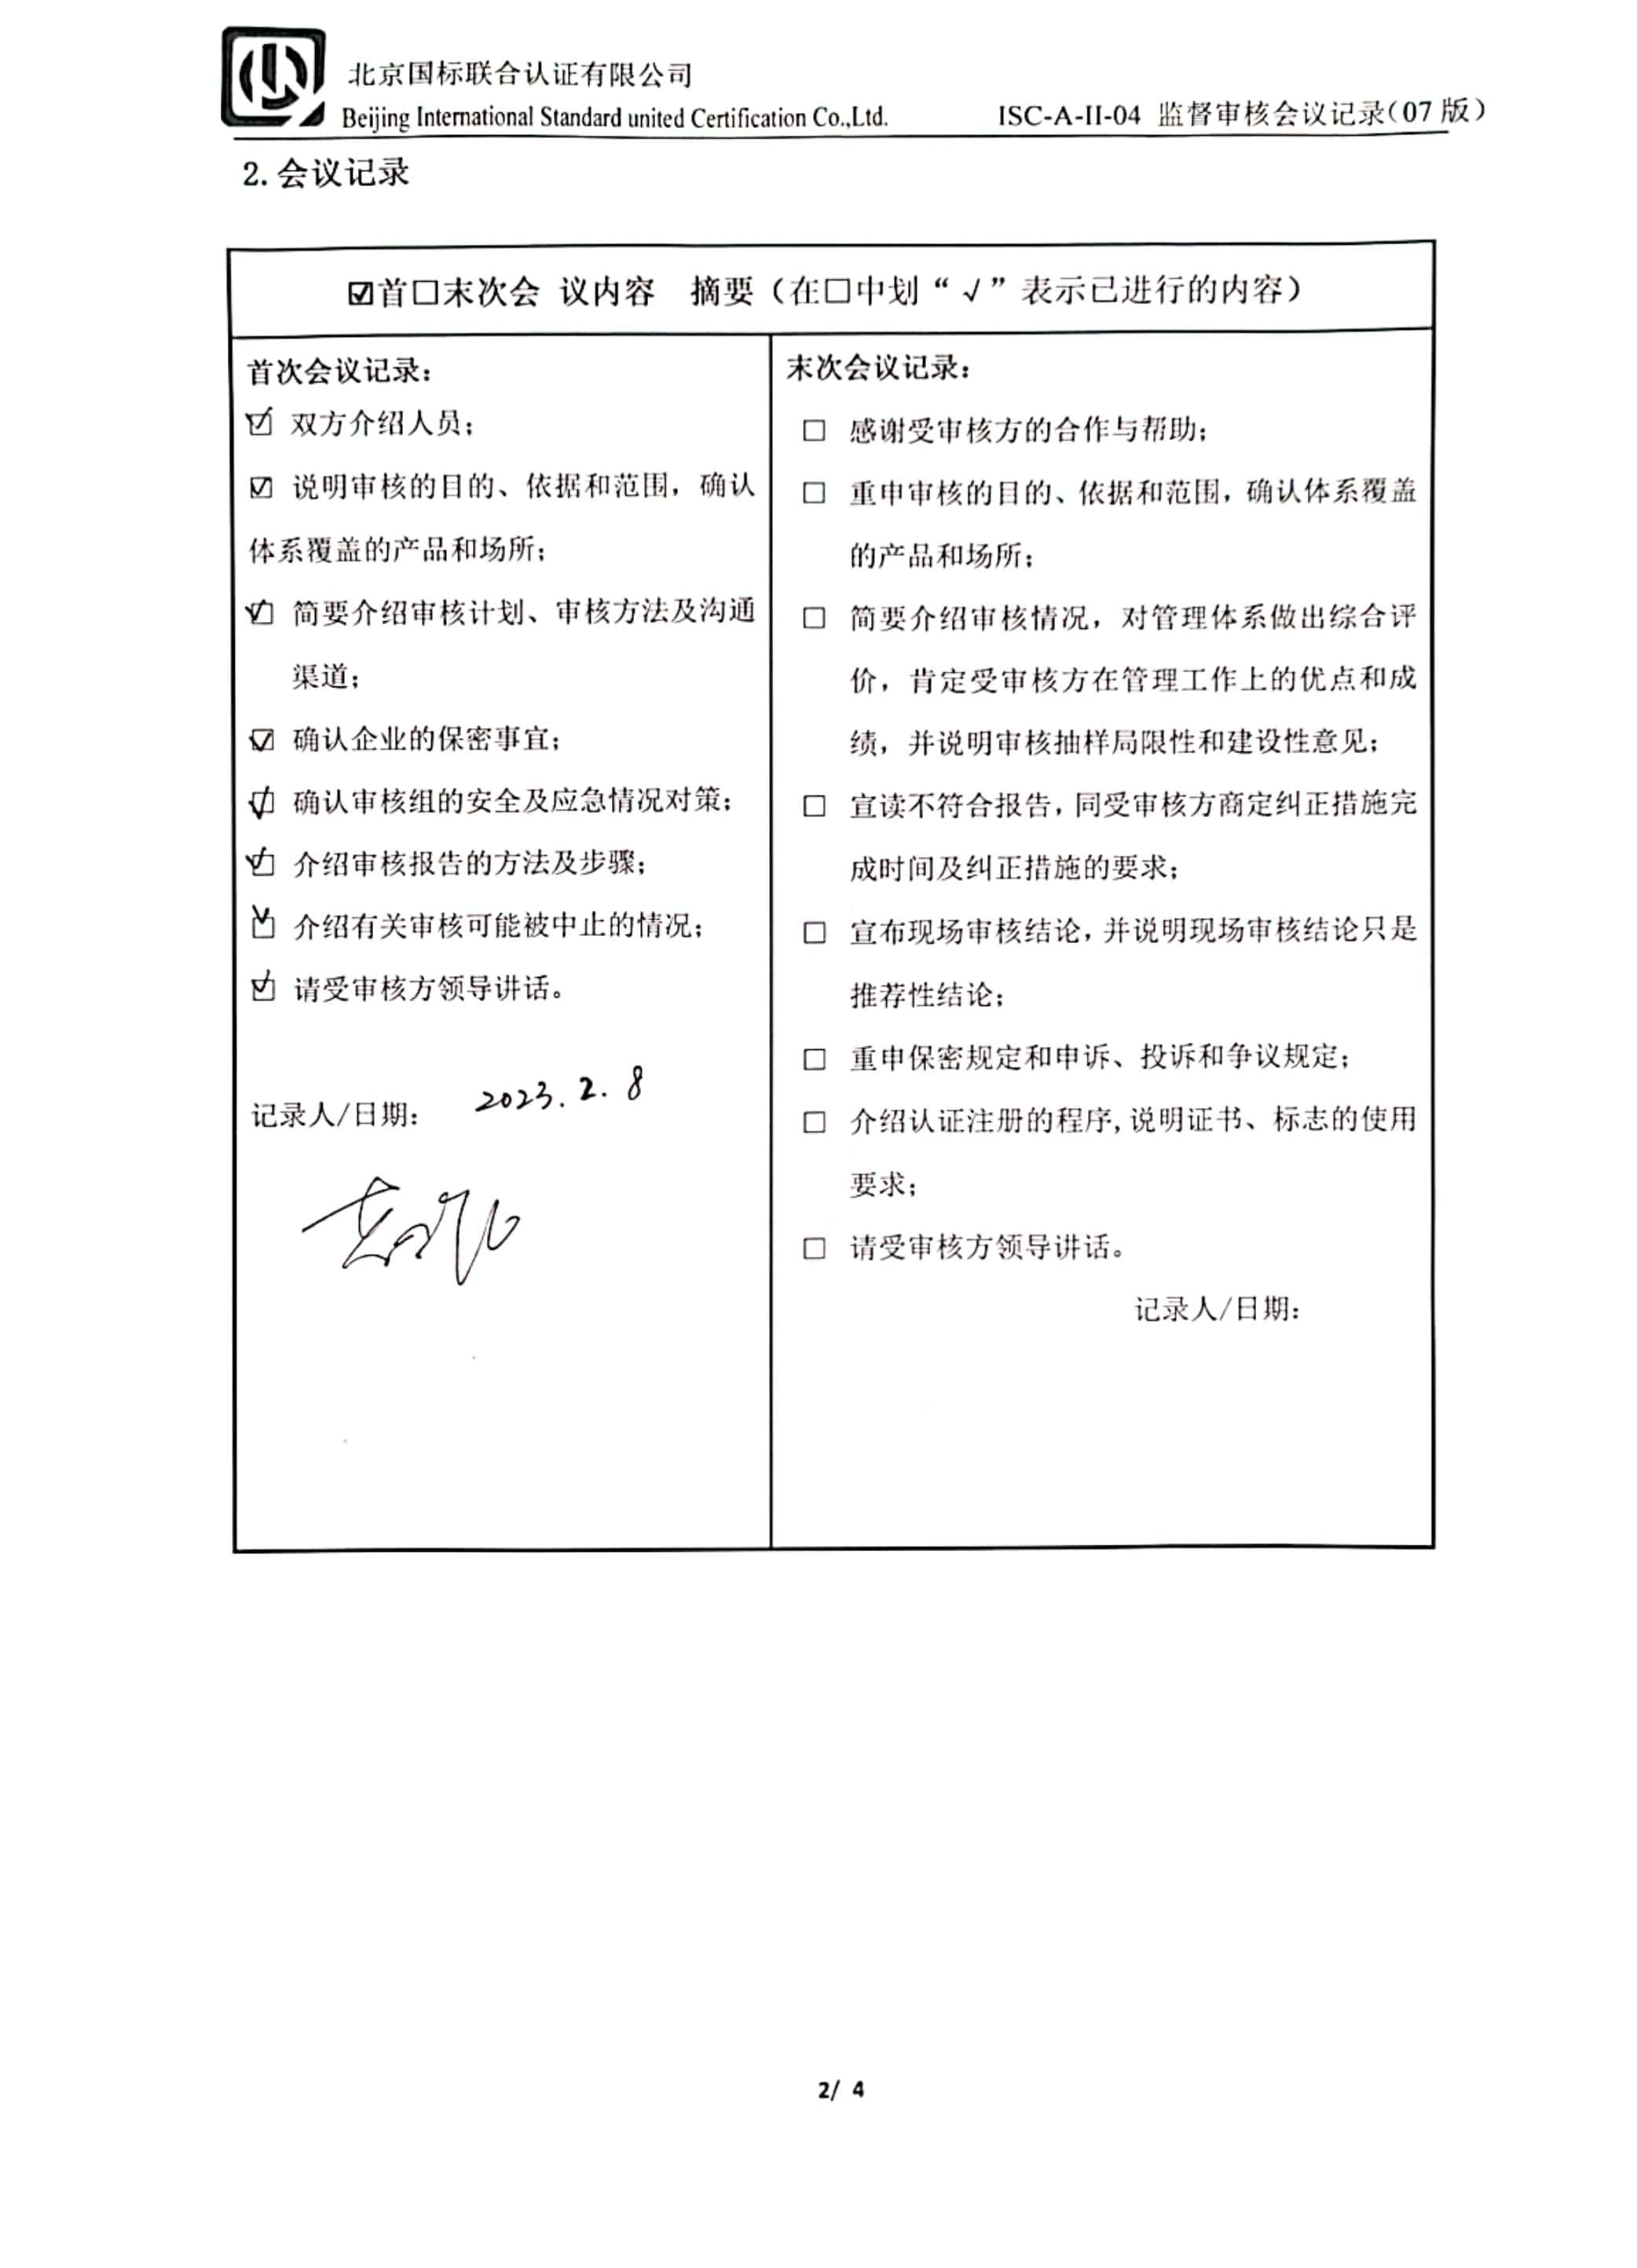 北京国标联合认证有限公司
Beijing International Standard united Certification Co.,Ltd.
ISC-A-II-04 监督审核会议记录(07版)
2.会议记录
☑首□末次会 议内容 摘要（在□中划“√”表示已进行的内容）
首次会议记录：
☑ 双方介绍人员；
☑ 说明审核的目的、依据和范围，确认
体系覆盖的产品和场所；
☑ 简要介绍审核计划、审核方法及沟通
渠道；
☑ 确认企业的保密事宜；
☑ 确认审核组的安全及应急情况对策；
☑ 介绍审核报告的方法及步骤；
☑ 介绍有关审核可能被中止的情况；
☑ 请受审核方领导讲话。
记录人/日期： 2023.2.8
末次会议记录：
□ 感谢受审核方的合作与帮助；
□ 重申审核的目的、依据和范围，确认体系覆盖
的产品和场所；
□ 简要介绍审核情况，对管理体系做出综合评
价，肯定受审核方在管理工作上的优点和成
绩，并说明审核抽样局限性和建设性意见；
□ 宣读不符合报告，同受审核方商定纠正措施完
成时间及纠正措施的要求；
□ 宣布现场审核结论，并说明现场审核结论只是
推荐性结论；
□ 重申保密规定和申诉、投诉和争议规定；
□ 介绍认证注册的程序,说明证书、标志的使用
要求；
□ 请受审核方领导讲话。
记录人/日期：
2/ 4